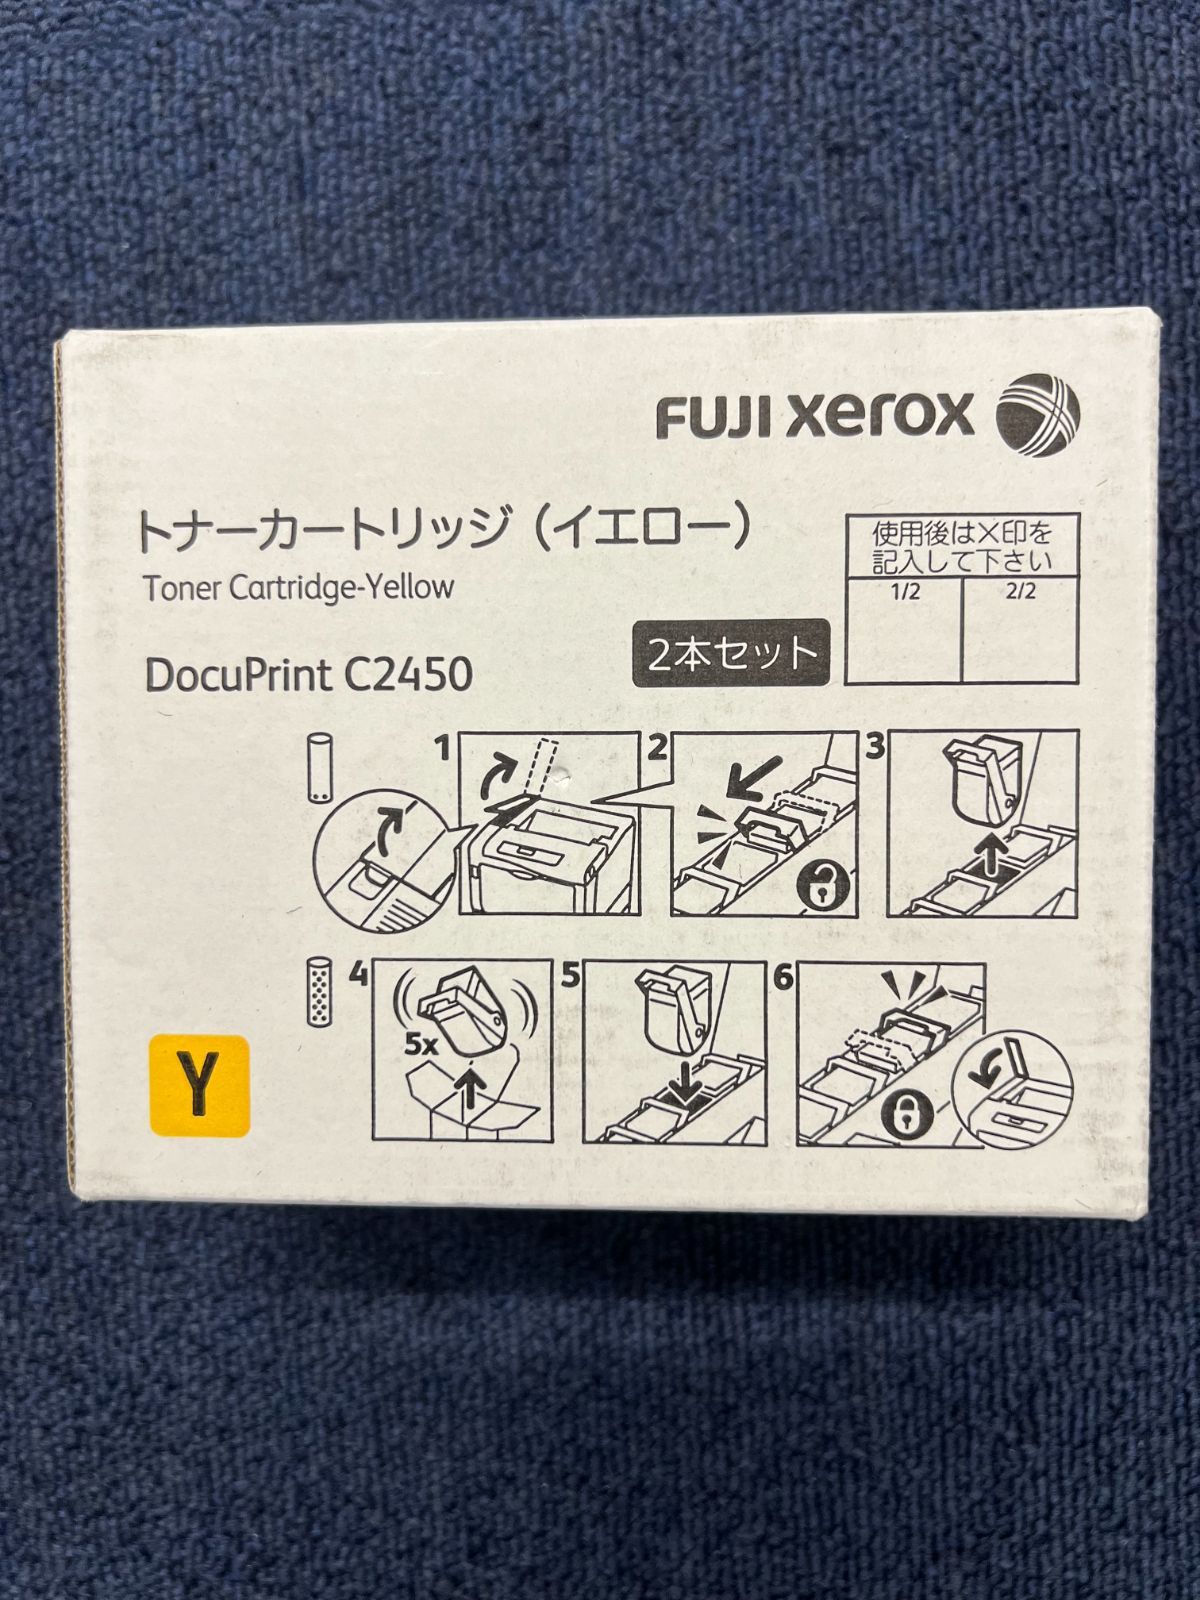 FUJI xerox
トナーカートリッジ（イエロー）
Toner Cartridge-Yellow
DocuPrint C2450
2本セット
使用後は×印を
記入して下さい
1/2 2/2
1 2 3
4 5 6
5x
Y